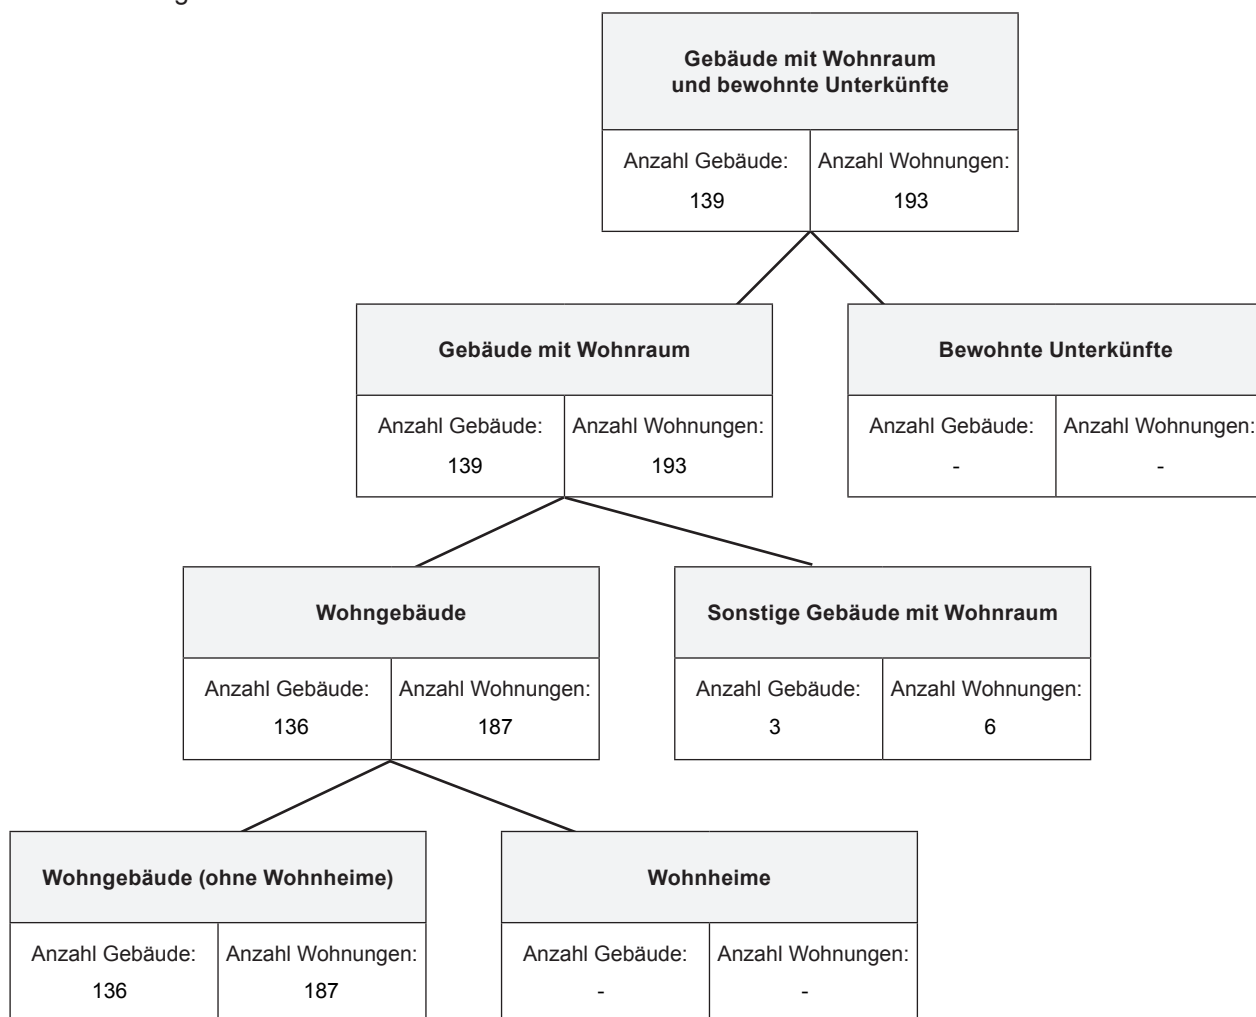 Gebäude mit Wohnraum
und bewohnte Unterkünfte
Anzahl Gebäude: Anzahl Wohnungen:
139 193
Gebäude mit Wohnraum
Anzahl Gebäude: Anzahl Wohnungen:
139 193
Bewohnte Unterkünfte
Anzahl Gebäude: Anzahl Wohnungen:
- -
Wohngebäude
Anzahl Gebäude: Anzahl Wohnungen:
136 187
Sonstige Gebäude mit Wohnraum
Anzahl Gebäude: Anzahl Wohnungen:
3 6
Wohngebäude (ohne Wohnheime)
Anzahl Gebäude: Anzahl Wohnungen:
136 187
Wohnheime
Anzahl Gebäude: Anzahl Wohnungen:
- -